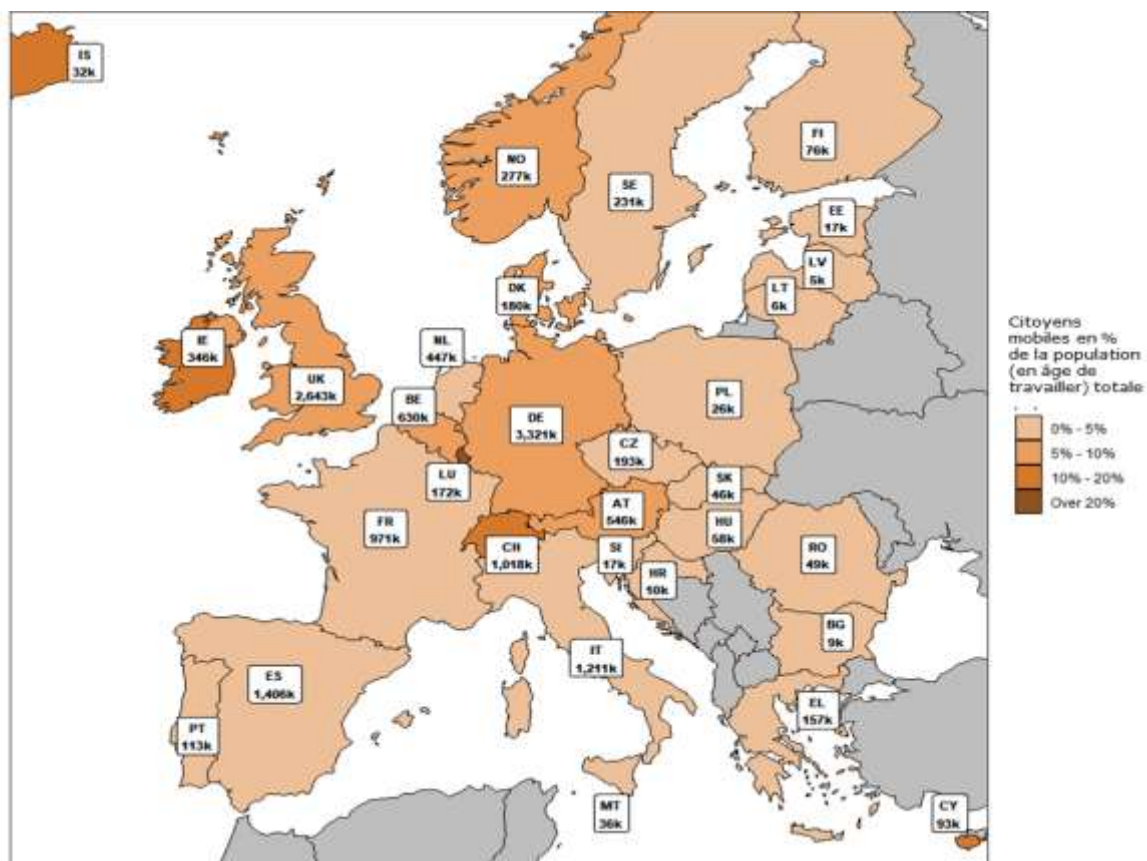 IS
32k
NO
277k
FI
76k
SE
231k
EE
17k
LV
5k
LT
6k
DK
180k
IE
346k
NL
447k
UK
2,643k
BE
630k
DE
3,321k
PL
26k
CZ
193k
LU
172k
SK
46k
AT
546k
HU
58k
FR
971k
CH
1,018k
SI
17k
RO
49k
HR
10k
BG
9k
IT
1,211k
ES
1,406k
EL
157k
PT
113k
MT
36k
CY
93k
Citoyens
mobiles en %
de la population
(en âge de
travailler) totale
0% - 5%
5% - 10%
10% - 20%
Over 20%